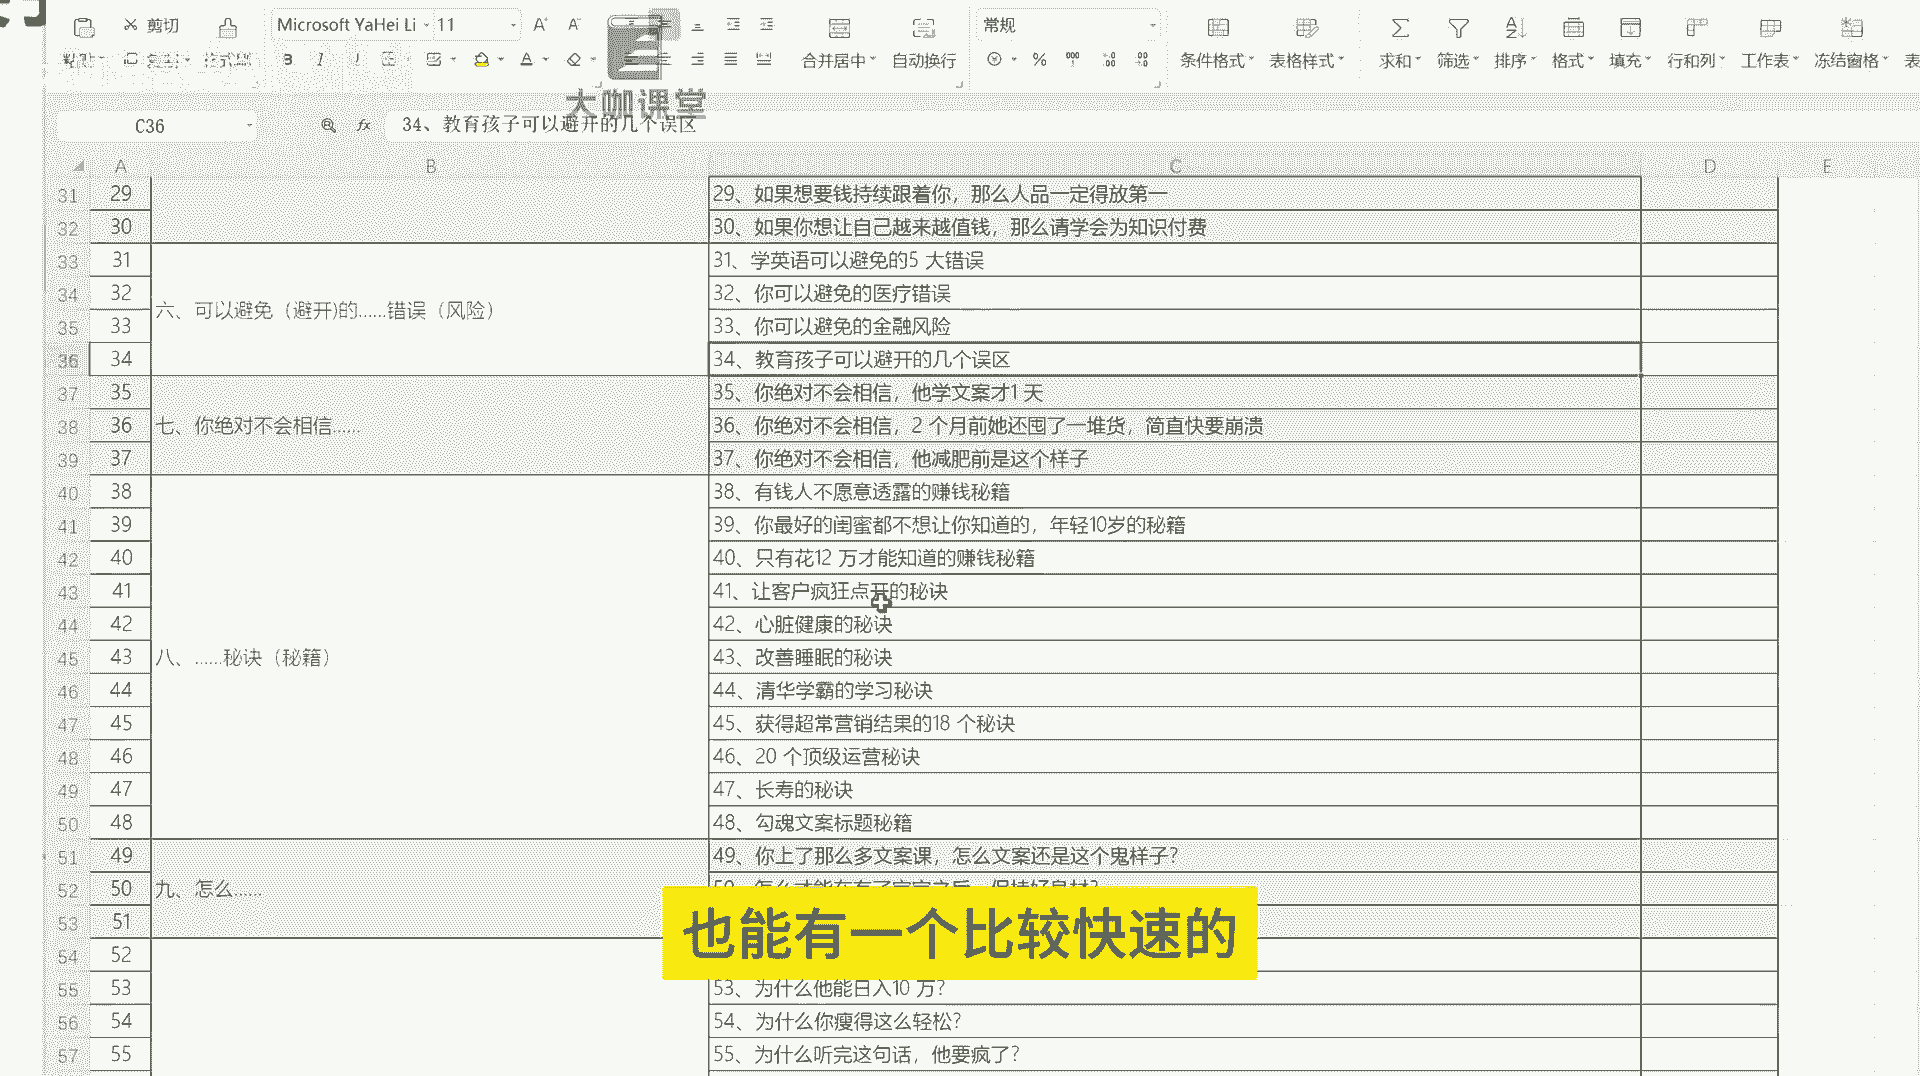 剪切
Microsoft YaHei Li 11
A+ A-
常规
B I
合并居中 自动换行
条件格式 表格样式 求和 筛选 排序 格式 填充 行和列 工作表 冻结窗格 表
大咖课堂
C36
fx 34、教育孩子可以避开的几个误区
A B C D E
31 29 29、如果想要钱持续跟着你，那么人品一定得放第一
32 30 30、如果你想让自己越来越值钱，那么请学会为知识付费
33 31 31、学英语可以避免的5 大错误
34 32 32、你可以避免的医疗错误
六、可以避免（避开)的……错误（风险）
35 33 33、你可以避免的金融风险
36 34 34、教育孩子可以避开的几个误区
37 35 35、你绝对不会相信，他学文案才1 天
38 36 七、你绝对不会相信…… 36、你绝对不会相信，2 个月前她还囤了一堆货，简直快要崩溃
39 37 37、你绝对不会相信，他减肥前是这个样子
40 38 38、有钱人不愿意透露的赚钱秘籍
41 39 39、你最好的闺蜜都不想让你知道的，年轻10岁的秘籍
42 40 40、只有花12 万才能知道的赚钱秘籍
43 41 41、让客户疯狂点开的秘诀
44 42 42、心脏健康的秘诀
45 43 八、……秘诀（秘籍） 43、改善睡眠的秘诀
46 44 44、清华学霸的学习秘诀
47 45 45、获得超常营销结果的18 个秘诀
48 46 46、20 个顶级运营秘诀
49 47 47、长寿的秘诀
50 48 48、勾魂文案标题秘籍
51 49 49、你上了那么多文案课，怎么文案还是这个鬼样子？
52 50 九、怎么……
53 51
也能有一个比较快速的
54 52
55 53 53、为什么他能日入10 万？
56 54 54、为什么你瘦得这么轻松？
57 55 55、为什么听完这句话，他要疯了？